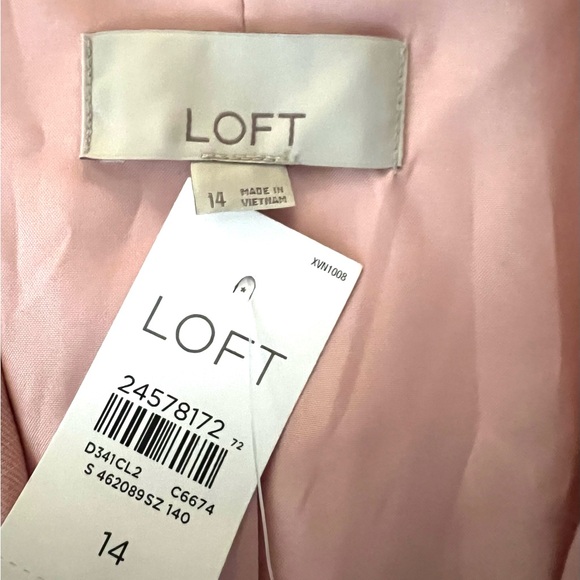 LOFT
14 MADE IN
VIETNAM
XVN1008
LOFT
24578172 72
D341CL2 C6674
S 462089SZ 140
14